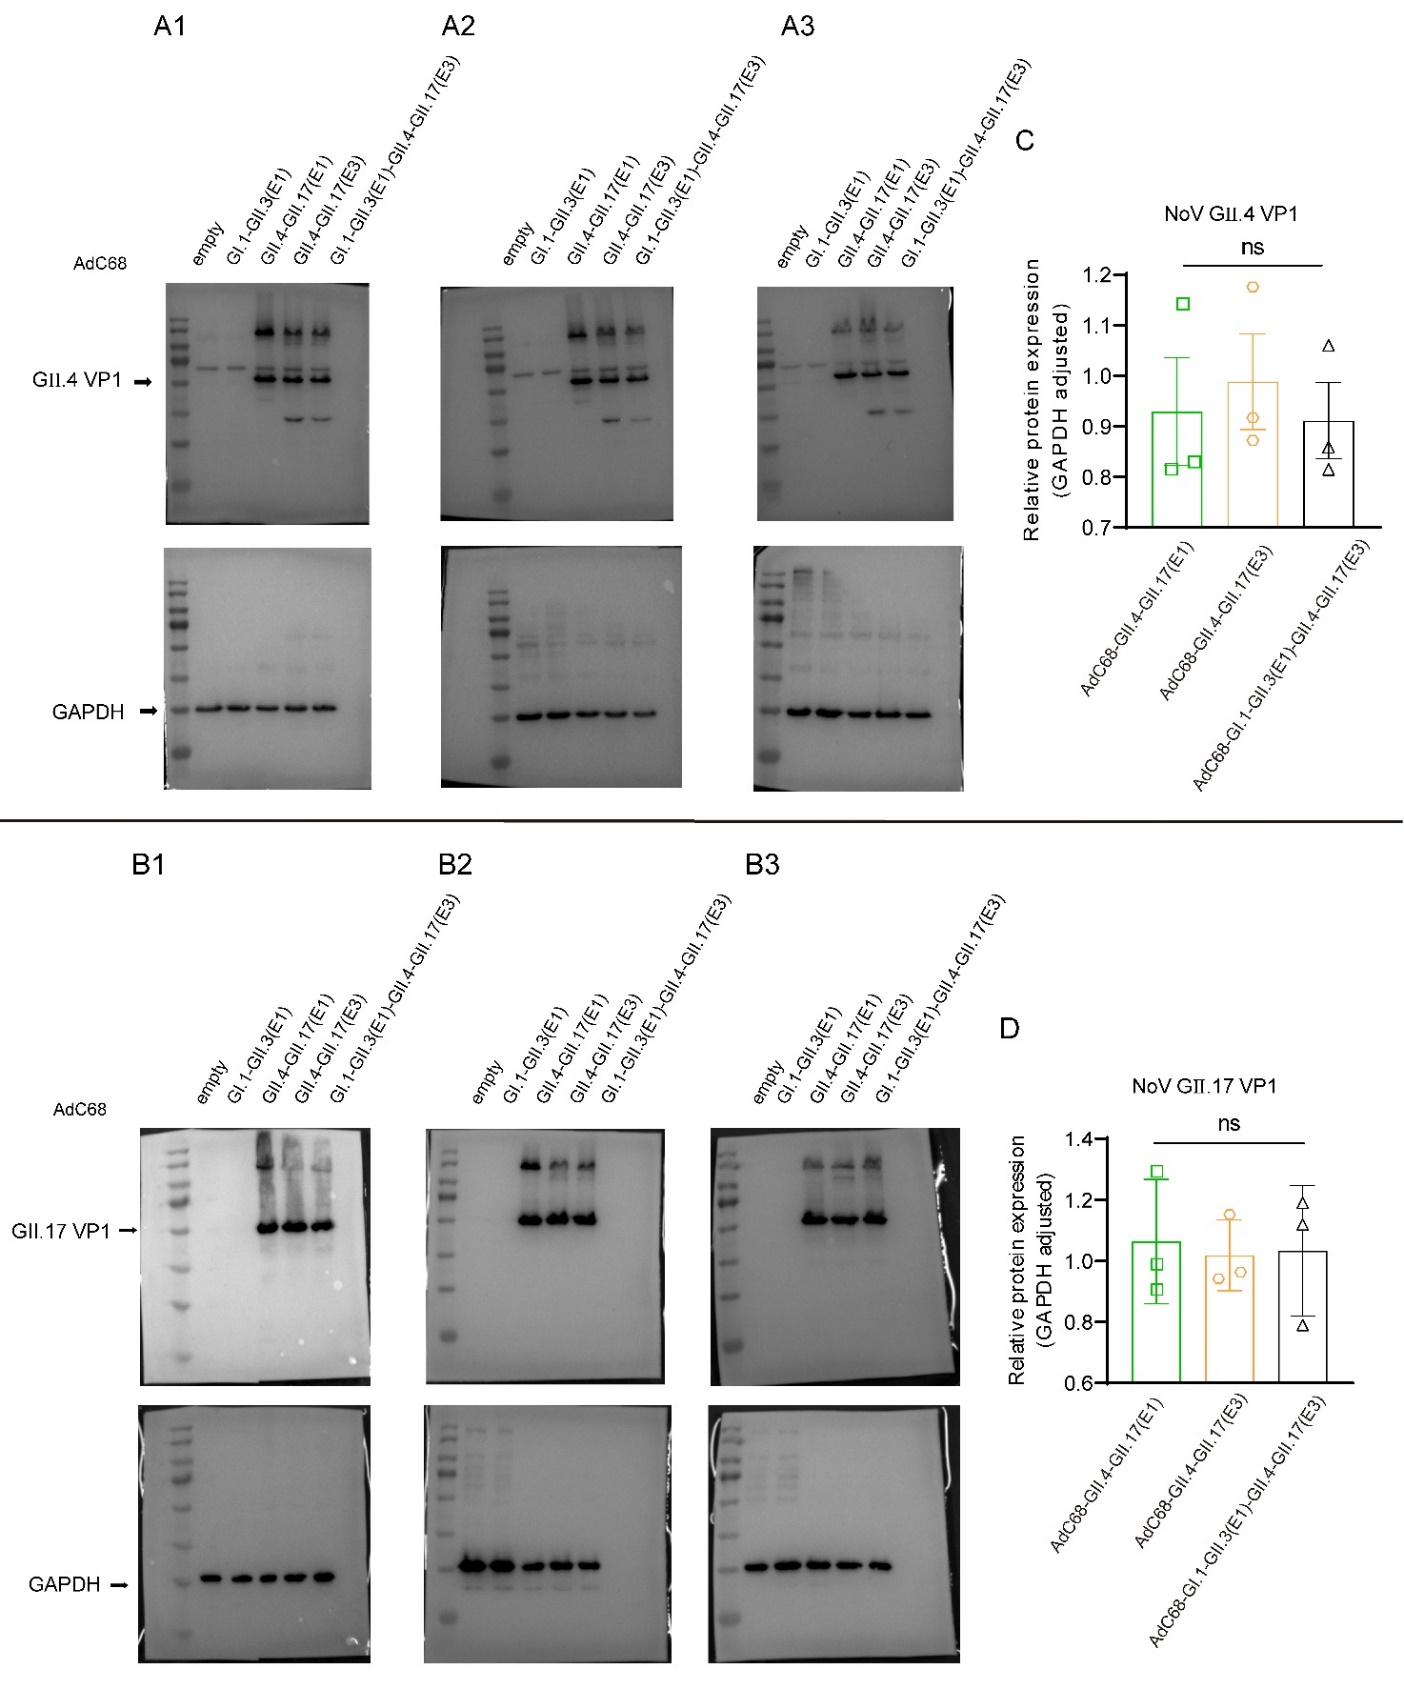 A1
A2
A3
empty
GI.1-GII.3(E1)
GII.4-GII.17(E1)
GII.4-GII.17(E3)
GI.1-GII.3(E1)-GII.4-GII.17(E3)
empty
GI.1-GII.3(E1)
GII.4-GII.17(E1)
GII.4-GII.17(E3)
GI.1-GII.3(E1)-GII.4-GII.17(E3)
empty
GI.1-GII.3(E1)
GII.4-GII.17(E1)
GII.4-GII.17(E3)
GI.1-GII.3(E1)-GII.4-GII.17(E3)
AdC68
GII.4 VP1
GAPDH
C
NoV GII.4 VP1
ns
Relative protein expression
(GAPDH adjusted)
1.2
1.1
1.0
0.9
0.8
0.7
AdC68-GII.4-GII.17(E1)
AdC68-GII.4-GII.17(E3)
AdC68-GI.1-GII.3(E1)-GII.4-GII.17(E3)
B1
B2
B3
empty
GI.1-GII.3(E1)
GII.4-GII.17(E1)
GII.4-GII.17(E3)
GI.1-GII.3(E1)-GII.4-GII.17(E3)
empty
GI.1-GII.3(E1)
GII.4-GII.17(E1)
GII.4-GII.17(E3)
GI.1-GII.3(E1)-GII.4-GII.17(E3)
empty
GI.1-GII.3(E1)
GII.4-GII.17(E1)
GII.4-GII.17(E3)
GI.1-GII.3(E1)-GII.4-GII.17(E3)
AdC68
GII.17 VP1
GAPDH
D
NoV GII.17 VP1
ns
Relative protein expression
(GAPDH adjusted)
1.4
1.2
1.0
0.8
0.6
AdC68-GII.4-GII.17(E1)
AdC68-GII.4-GII.17(E3)
AdC68-GI.1-GII.3(E1)-GII.4-GII.17(E3)